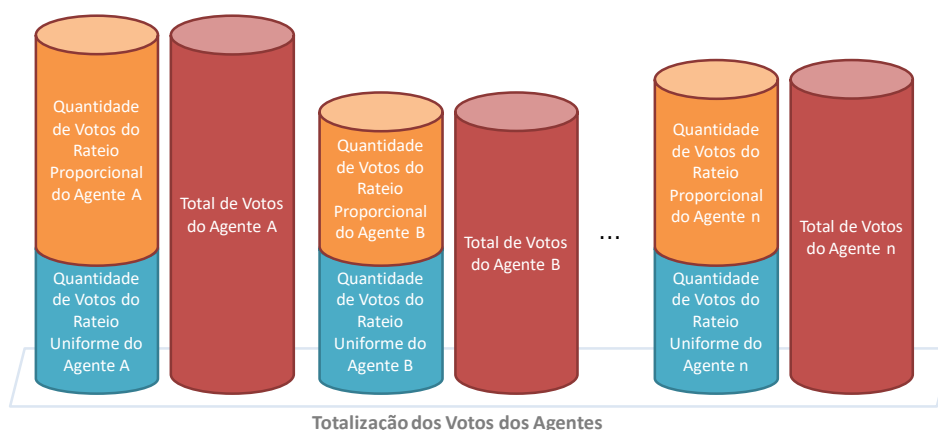 Quantidade
de Votos do
Rateio
Proporcional
do Agente A
Quantidade
de Votos do
Rateio
Uniforme do
Agente A
Total de Votos
do Agente A
Quantidade
de Votos do
Rateio
Proporcional
do Agente B
Quantidade
de Votos do
Rateio
Uniforme do
Agente B
Total de Votos
do Agente B
...
Quantidade
de Votos do
Rateio
Proporcional
do Agente n
Quantidade
de Votos do
Rateio
Uniforme do
Agente n
Total de Votos
do Agente n
Totalização dos Votos dos Agentes